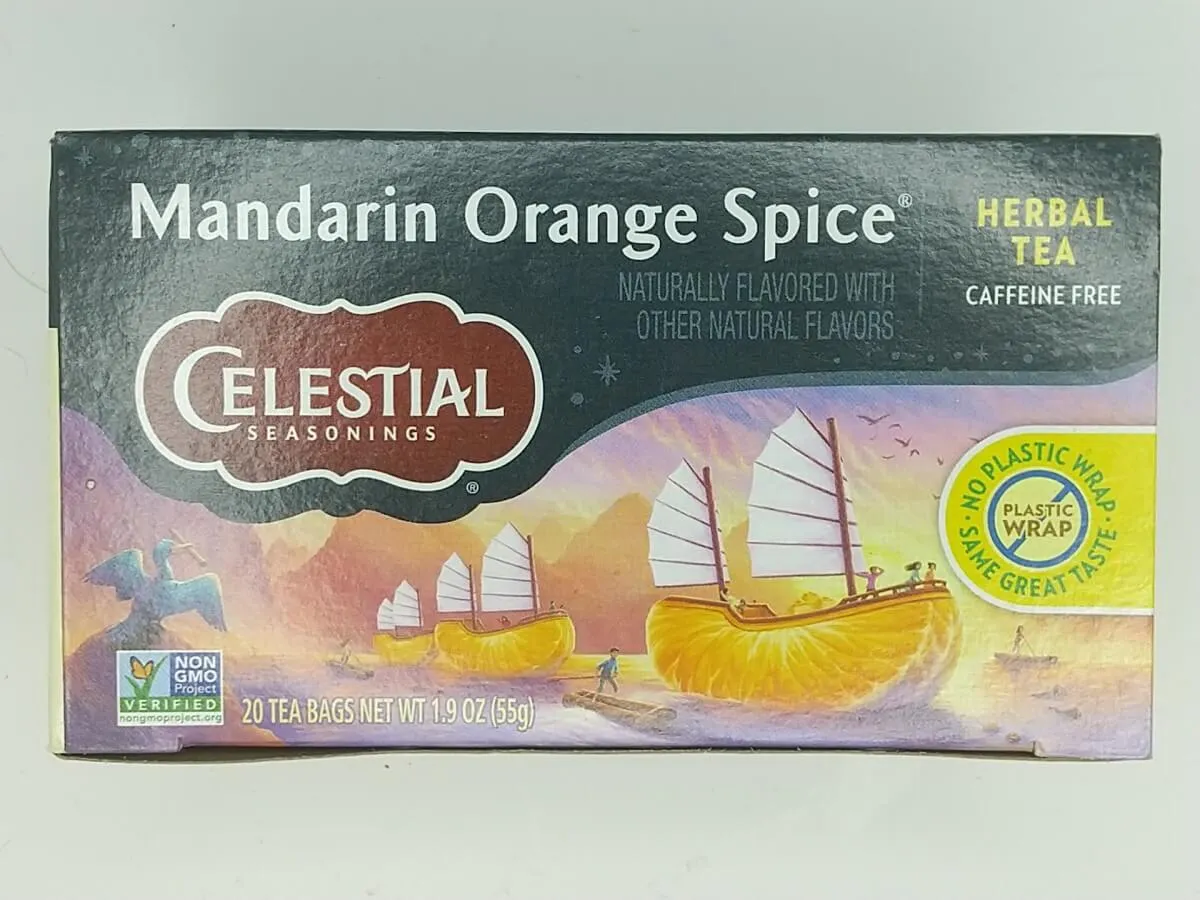 Mandarin Orange Spice®
HERBAL
TEA
CAFFEINE FREE
NATURALLY FLAVORED WITH
OTHER NATURAL FLAVORS
CELESTIAL
SEASONINGS
®
· NO PLASTIC WRAP ·
SAME GREAT TASTE
PLASTIC
WRAP
NON
GMO
Project
VERIFIED
nongmoproject.org
20 TEA BAGS NET WT 1.9 OZ (55g)